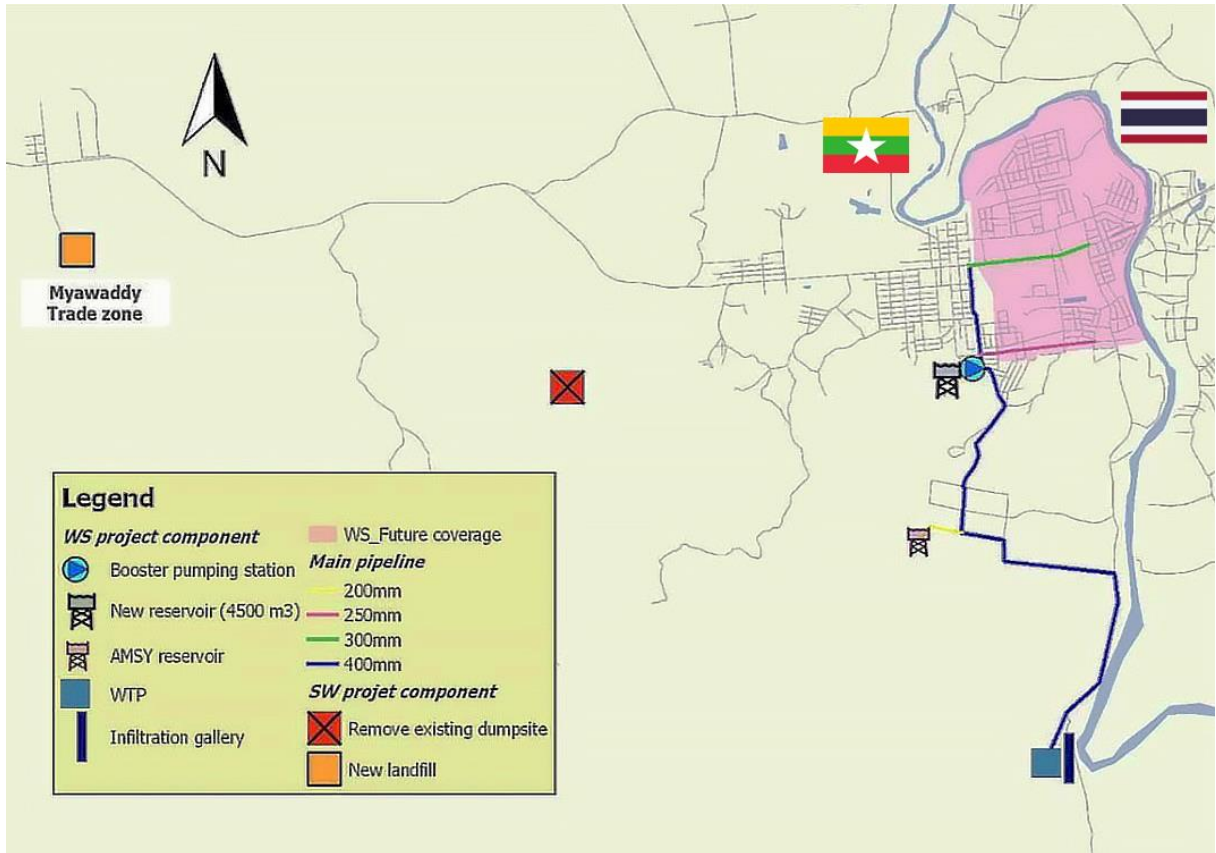 N
Myawaddy
Trade zone
Legend
WS project component
Booster pumping station
New reservoir (4500 m3)
AMSY reservoir
WTP
Infiltration gallery
WS_Future coverage
Main pipeline
200mm
250mm
300mm
400mm
SW projet component
Remove existing dumpsite
New landfill